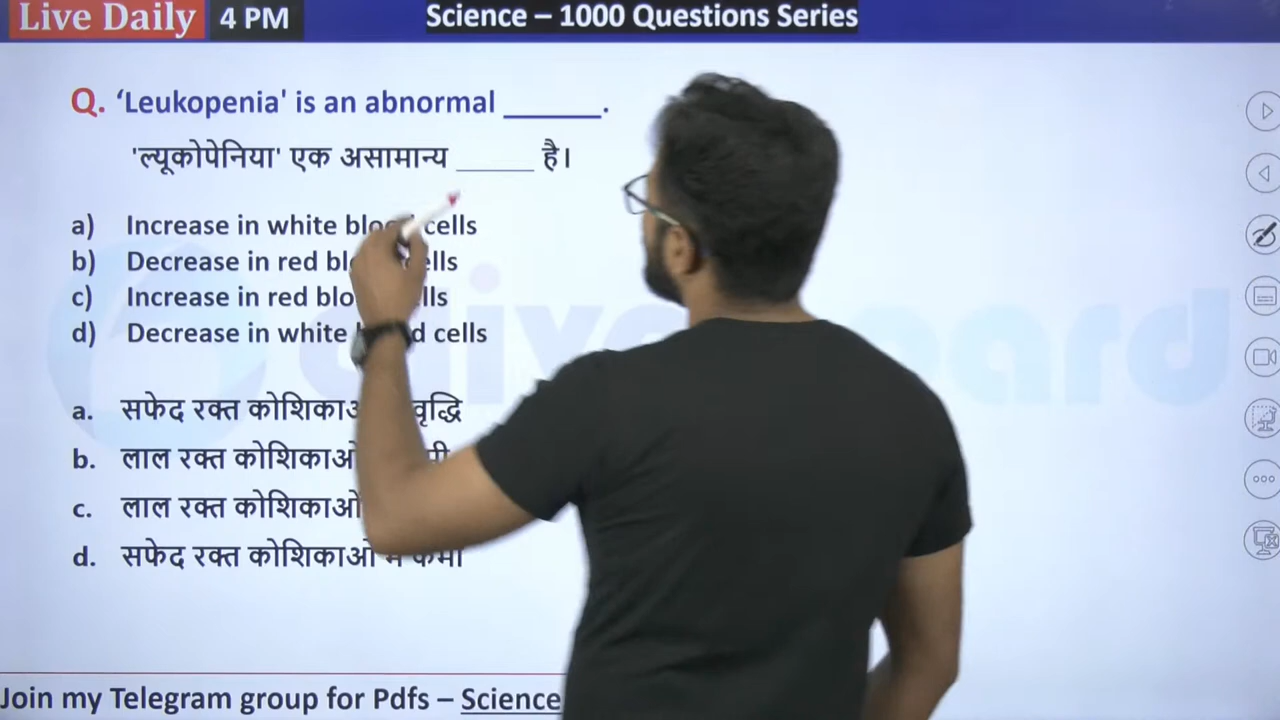 Live Daily 4 PM Science – 1000 Questions Series
Q. ‘Leukopenia' is an abnormal ______.
'ल्यूकोपेनिया' एक असामान्य _____ है।
a) Increase in white cells
b) Decrease in red
c) Increase in red
d) Decrease in white cells
a. सफेद रक्त वृद्धि
b. लाल रक्त
c. लाल रक्त
d. सफेद रक्त कोशिकाओं में कमी
Join my Telegram group for Pdfs – Science